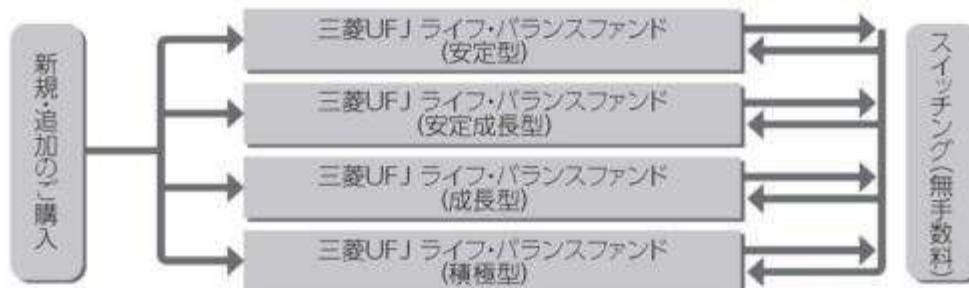 新規・追加のご購入
三菱UFJ ライフ・バランスファンド
(安定型)
三菱UFJ ライフ・バランスファンド
(安定成長型)
三菱UFJ ライフ・バランスファンド
(成長型)
三菱UFJ ライフ・バランスファンド
(積極型)
スイッチング(無手数料)